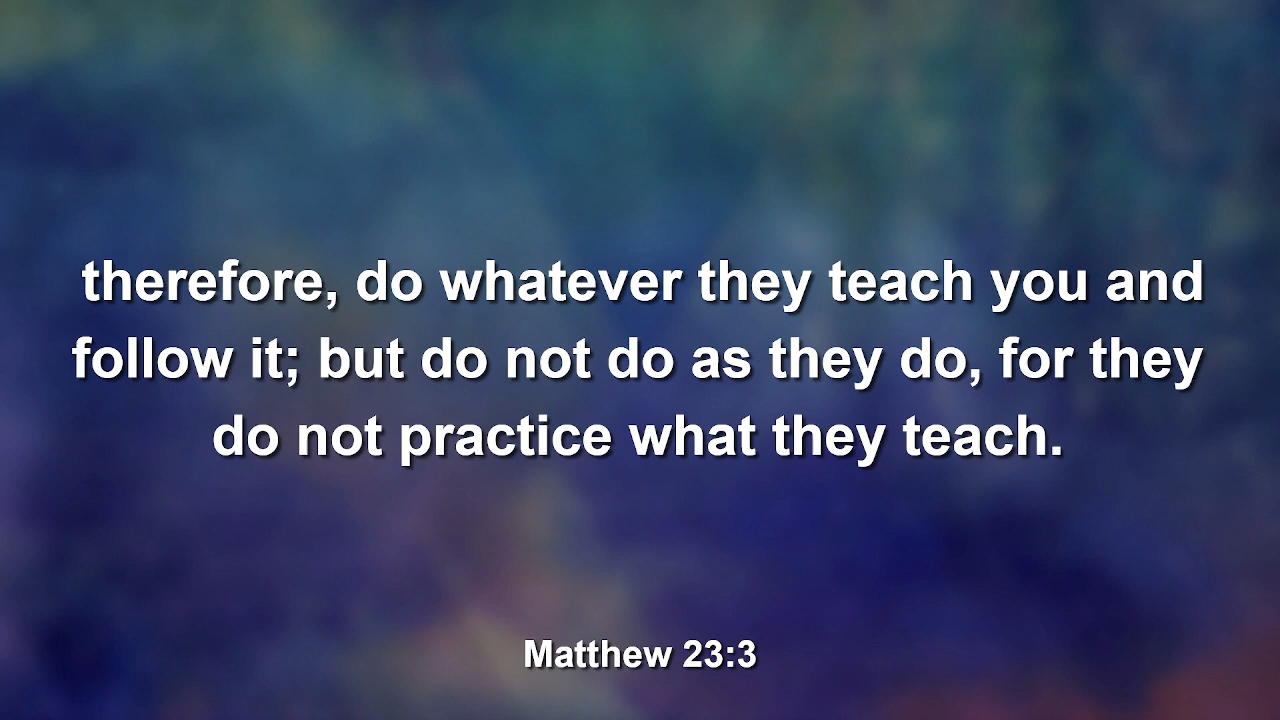 therefore, do whatever they teach you and
follow it; but do not do as they do, for they
do not practice what they teach.
Matthew 23:3